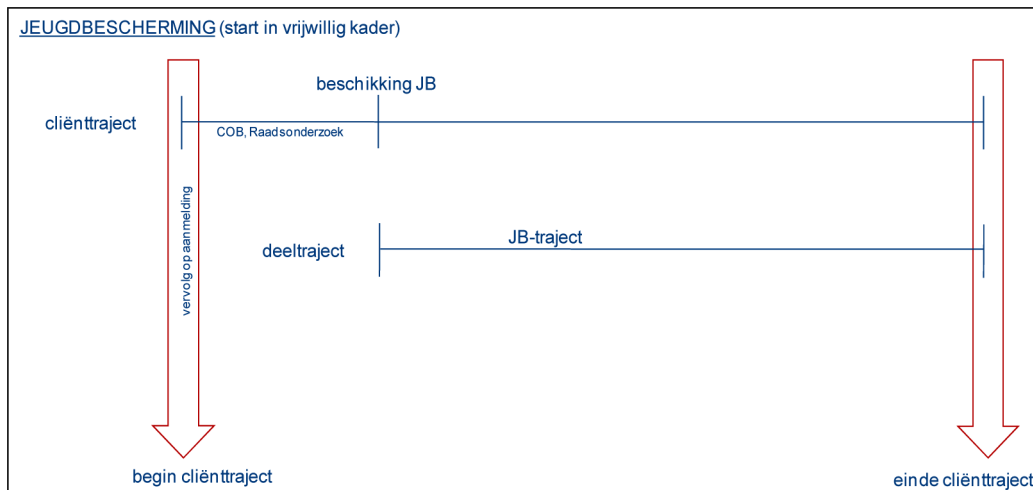 JEUGDBESCHERMING (start in vrijwillig kader)
beschikking JB
cliënttraject
COB, Raadsonderzoek
vervolg op aanmelding
JB-traject
deeltraject
begin cliënttraject
einde cliënttraject